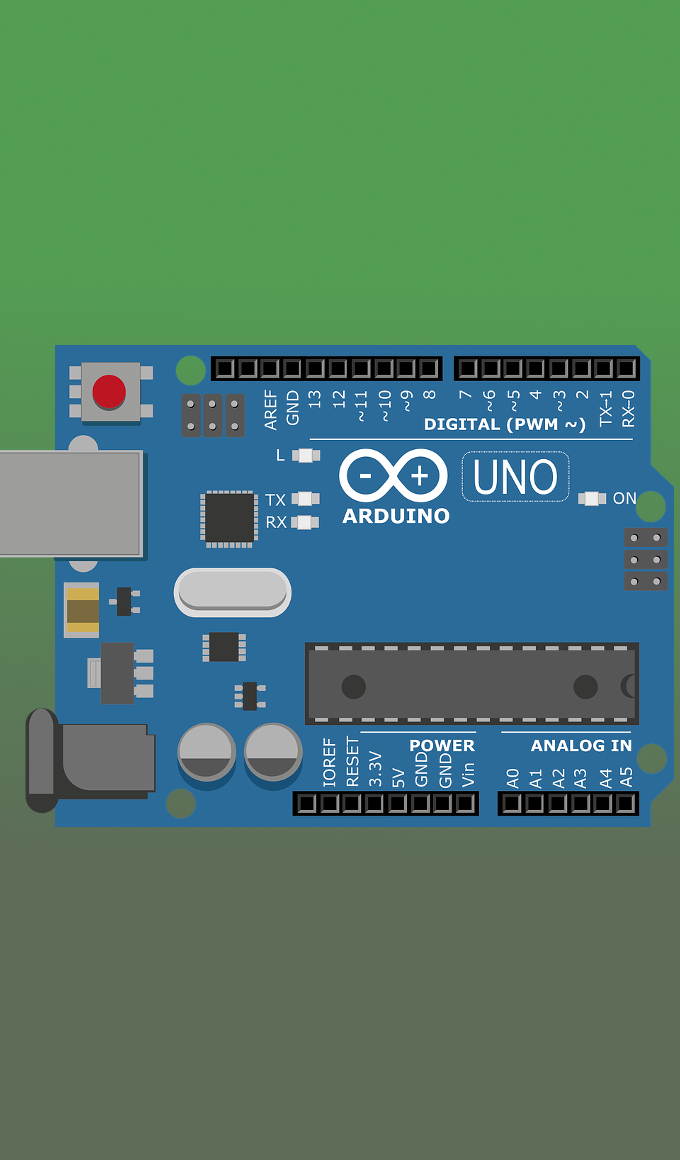 AREF GND 13 12 ~11 ~10 ~9 8 7 ~6 ~5 4 ~3 2 TX→1 RX←0
DIGITAL (PWM ~)
L
- +
UNO
TX
ON
RX
ARDUINO
POWER
ANALOG IN
IOREF RESET 3.3V 5V GND GND Vin A0 A1 A2 A3 A4 A5